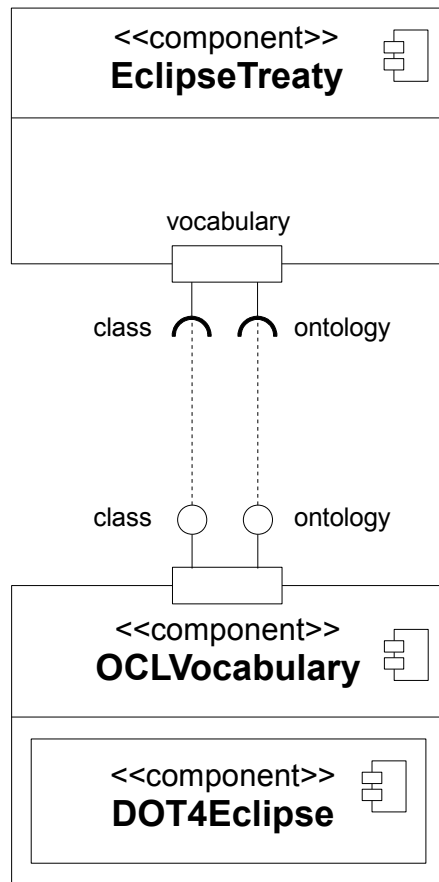 <<component>>
EclipseTreaty
vocabulary
class ontology
class ontology
<<component>>
OCLVocabulary
<<component>>
DOT4Eclipse